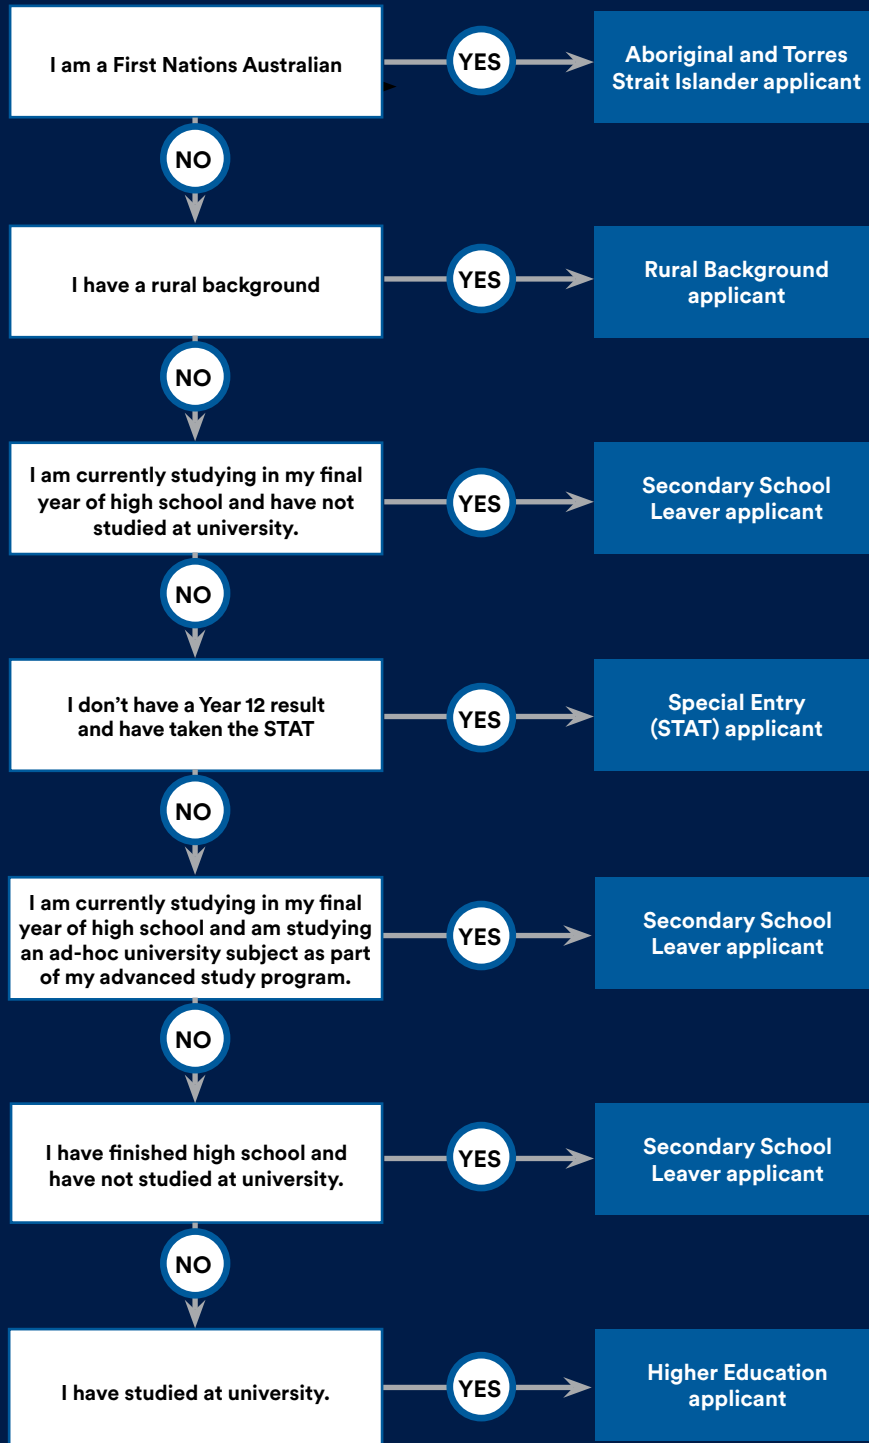 I am a First Nations Australian
YES
Aboriginal and Torres
Strait Islander applicant
NO
I have a rural background
YES
Rural Background
applicant
NO
I am currently studying in my final
year of high school and have not
studied at university.
YES
Secondary School
Leaver applicant
NO
I don’t have a Year 12 result
and have taken the STAT
YES
Special Entry
(STAT) applicant
NO
I am currently studying in my final
year of high school and am studying
an ad-hoc university subject as part
of my advanced study program.
YES
Secondary School
Leaver applicant
NO
I have finished high school and
have not studied at university.
YES
Secondary School
Leaver applicant
NO
I have studied at university.
YES
Higher Education
applicant